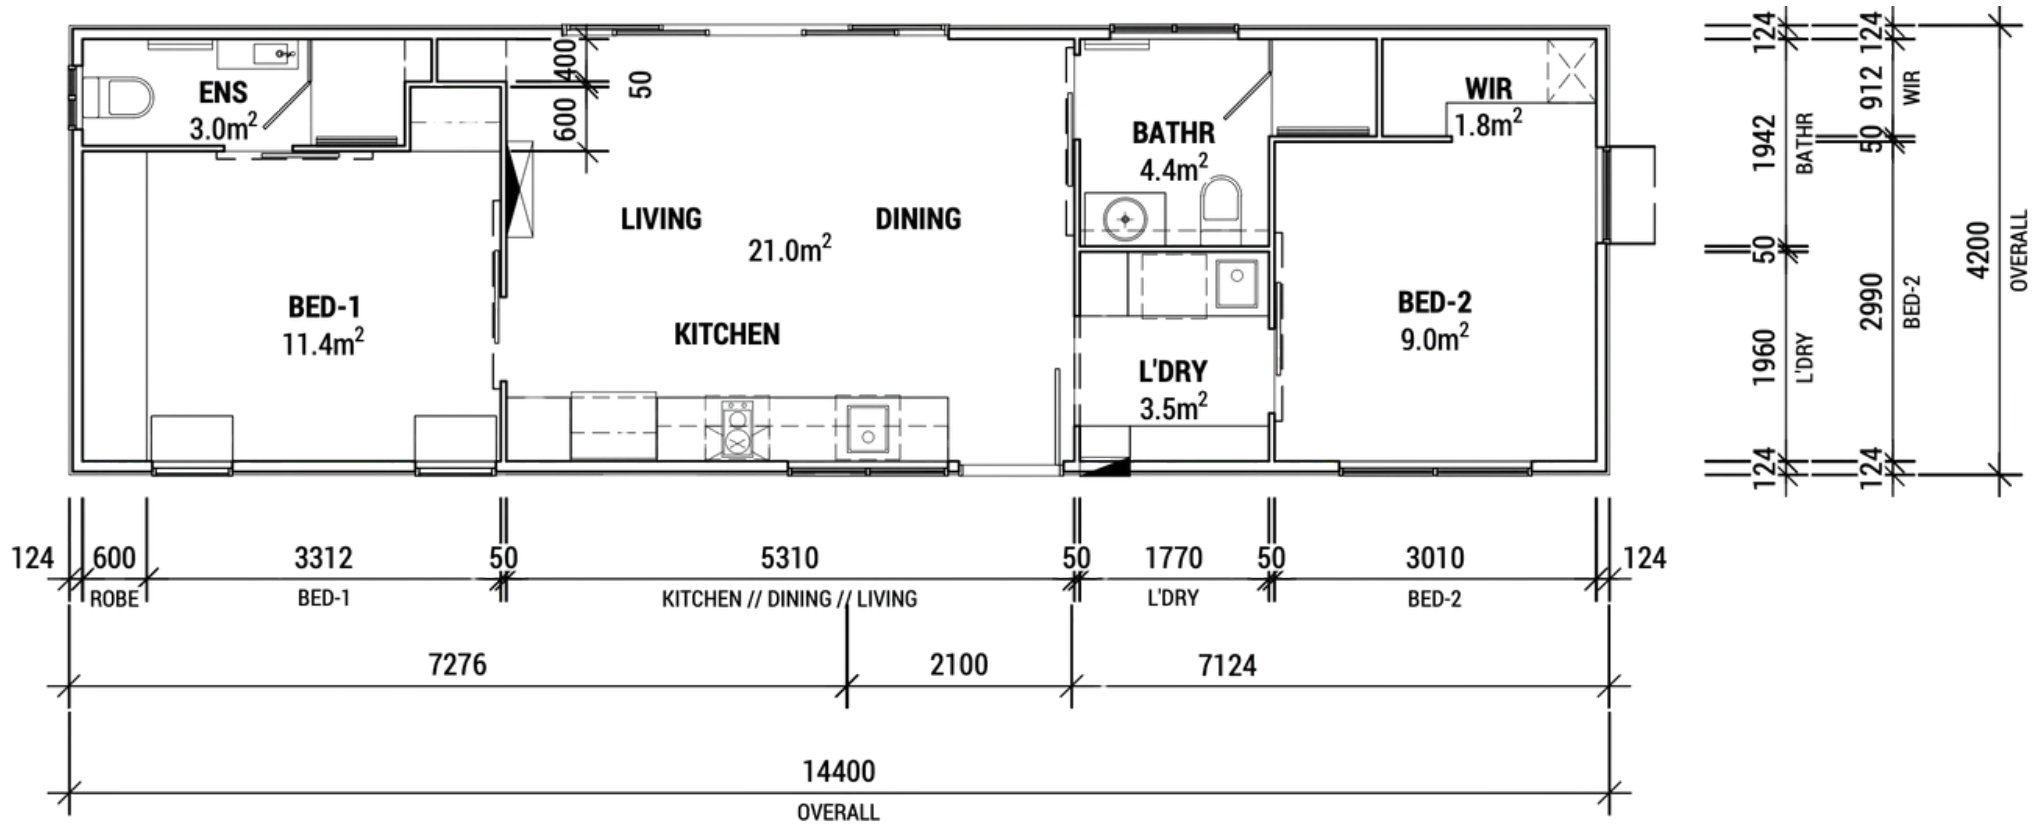 ENS
3.0m²
400
50
600
LIVING
DINING
21.0m²
KITCHEN
BED-1
11.4m²
BATHR
4.4m²
WIR
1.8m²
BED-2
9.0m²
L'DRY
3.5m²
124
1942
BATHR
50
1960
L'DRY
124
124
912
WIR
50
2990
BED-2
124
4200
OVERALL
124 600 3312 50 5310 50 1770 50 3010 124
ROBE BED-1 KITCHEN // DINING // LIVING L'DRY BED-2
7276 2100 7124
14400
OVERALL